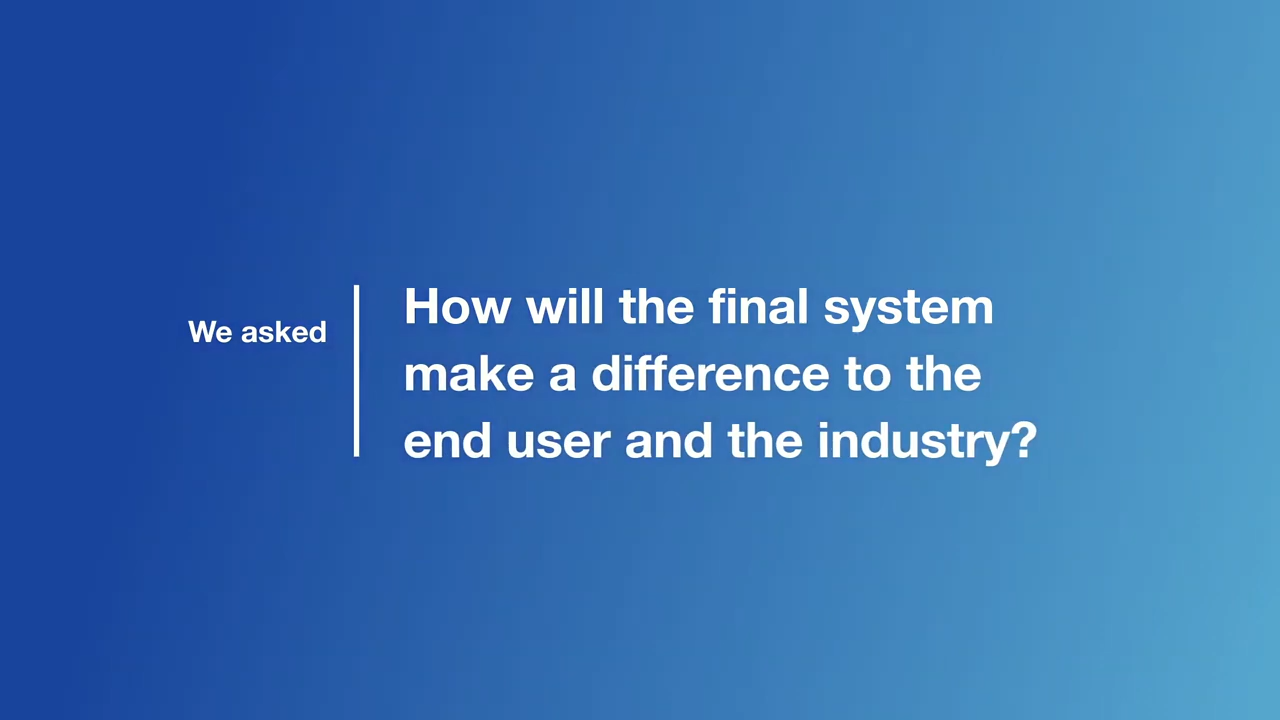 We asked
How will the final system
make a difference to the
end user and the industry?